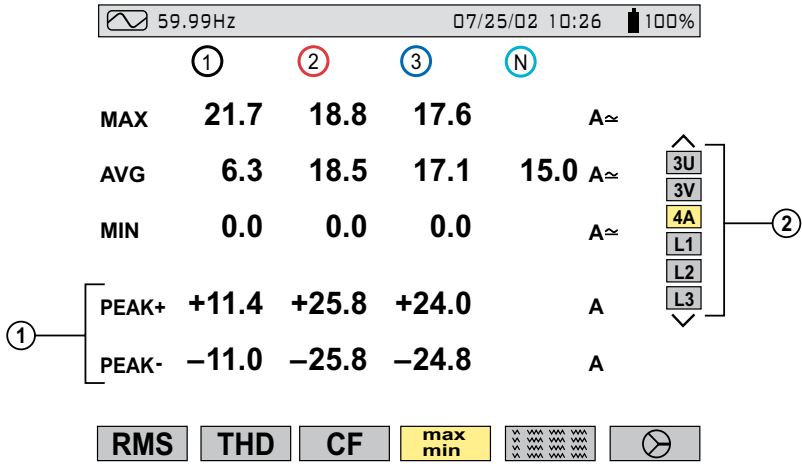 59.99Hz 07/25/02 10:26 100%
1 2 3 N
MAX 21.7 18.8 17.6 A≃
AVG 6.3 18.5 17.1 15.0 A≃
MIN 0.0 0.0 0.0 A≃
PEAK+ +11.4 +25.8 +24.0 A
PEAK- –11.0 –25.8 –24.8 A
1
3U
3V
4A
L1
L2
L3
2
RMS THD CF max min